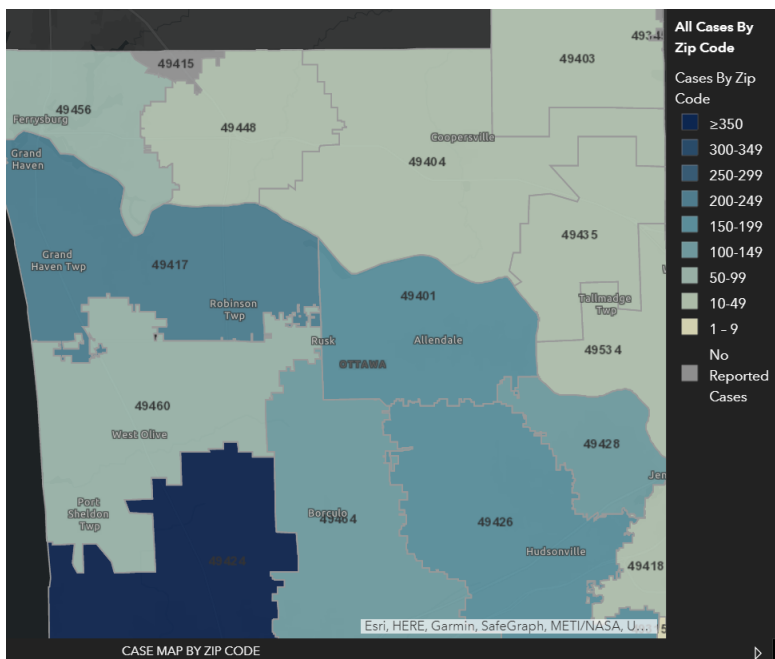 49415
49456
Ferrysburg
49448
Grand
Haven
49403
Coopersville
49404
49435
Grand
Haven Twp
49417
Robinson
Twp
49401
Tallmadge
Twp
Rusk
Allendale
OTTAWA
49534
49460
West Olive
49428
Port
Sheldon
Twp
Borculo
49464
49426
Hudsonville
49424
49418
Esri, HERE, Garmin, SafeGraph, METI/NASA, U...
CASE MAP BY ZIP CODE
All Cases By
Zip Code
Cases By Zip
Code
≥350
300-349
250-299
200-249
150-199
100-149
50-99
10-49
1 – 9
No
Reported
Cases